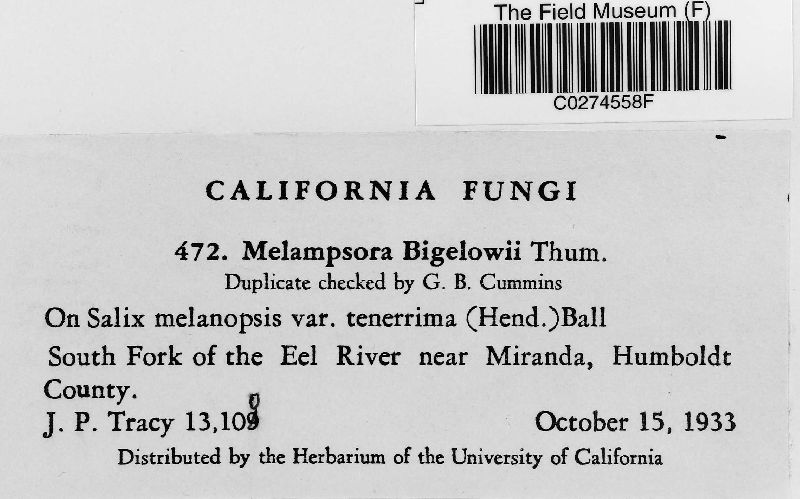 The Field Museum (F)
C0274558F
CALIFORNIA FUNGI
472. Melampsora Bigelowii Thum.
Duplicate checked by G. B. Cummins
On Salix melanopsis var. tenerrima (Hend.)Ball
South Fork of the Eel River near Miranda, Humboldt
County.
J. P. Tracy October 15, 1933
Distributed by the Herbarium of the University of California